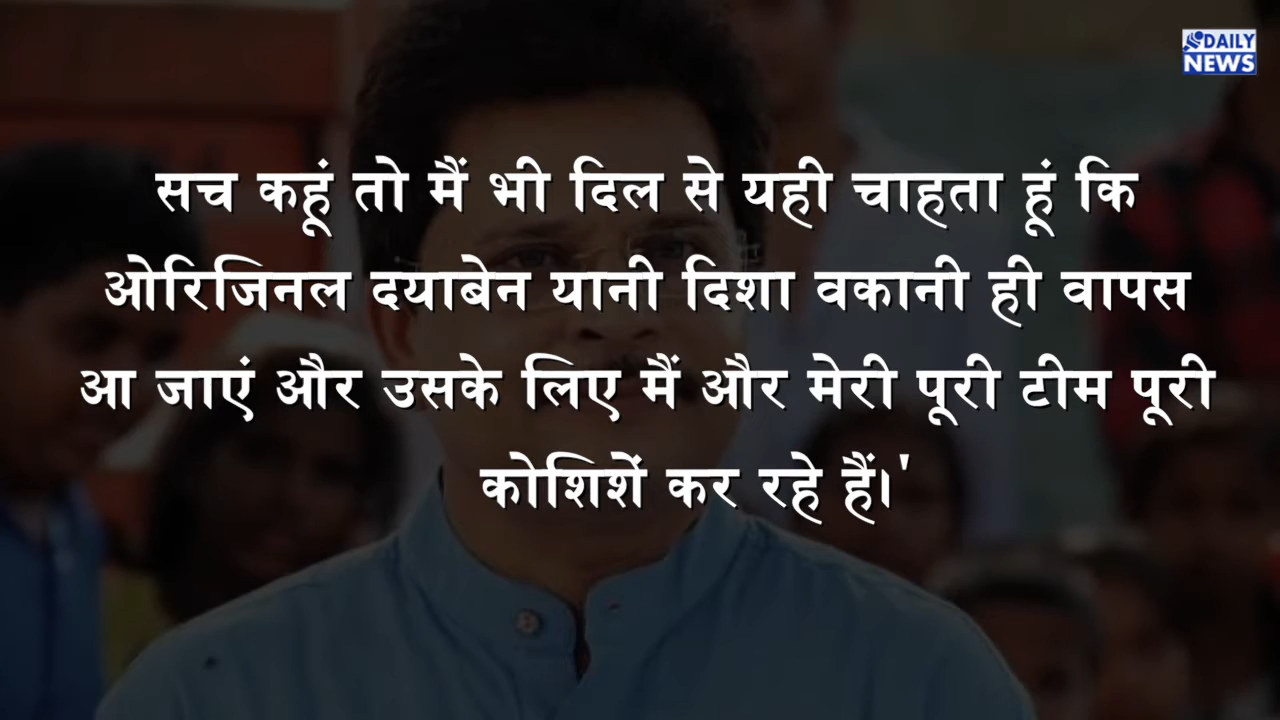 DAILY
NEWS
सच कहूं तो मैं भी दिल से यही चाहता हूं कि
ओरिजिनल दयाबेन यानी दिशा वकानी ही वापस
आ जाएं और उसके लिए मैं और मेरी पूरी टीम पूरी
कोशिशें कर रहे हैं।'